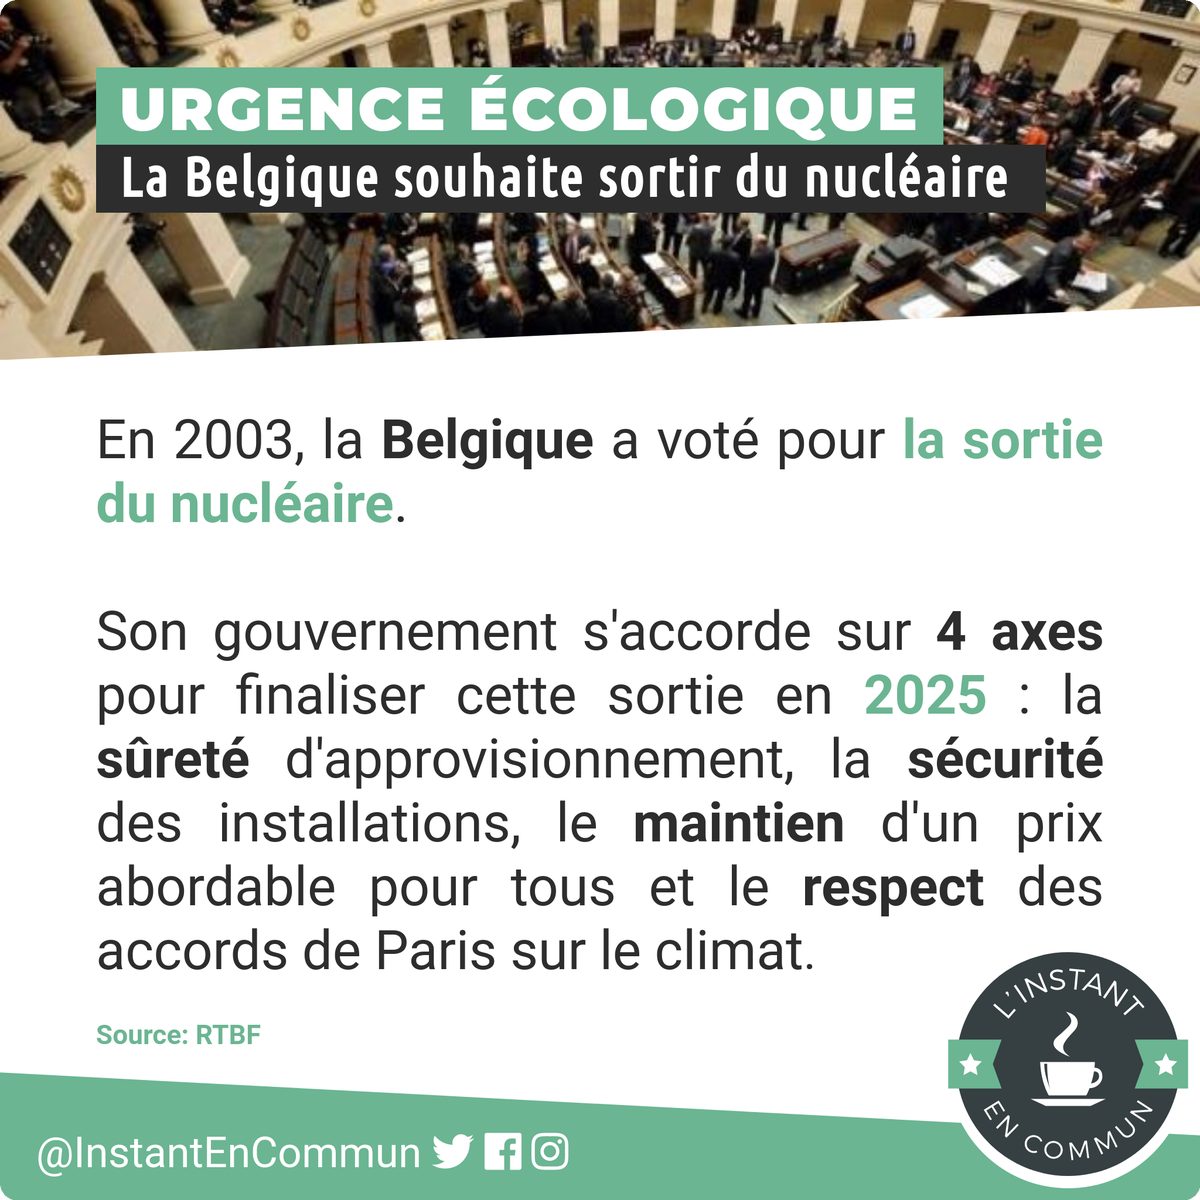 URGENCE ÉCOLOGIQUE
La Belgique souhaite sortir du nucléaire
En 2003, la Belgique a voté pour la sortie
du nucléaire.
Son gouvernement s'accorde sur 4 axes
pour finaliser cette sortie en 2025 : la
sûreté d'approvisionnement, la sécurité
des installations, le maintien d'un prix
abordable pour tous et le respect des
accords de Paris sur le climat.
Source: RTBF
L'INSTANT
EN COMMUN
@InstantEnCommun